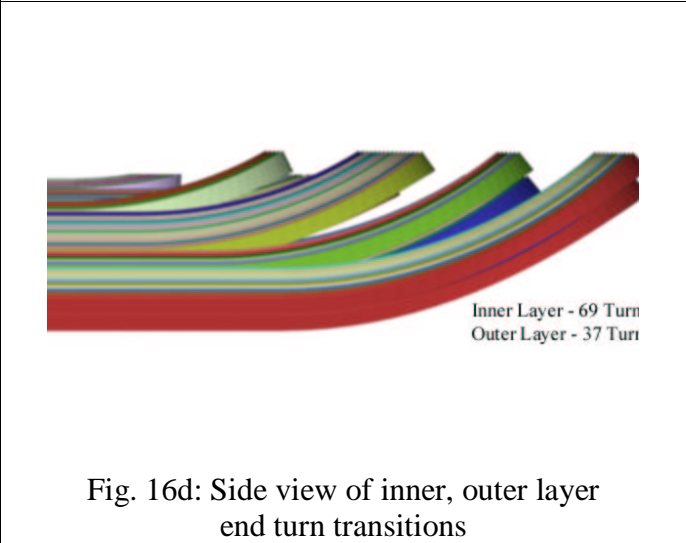 Inner Layer - 69 Turn
Outer Layer - 37 Turn
Fig. 16d: Side view of inner, outer layer
end turn transitions